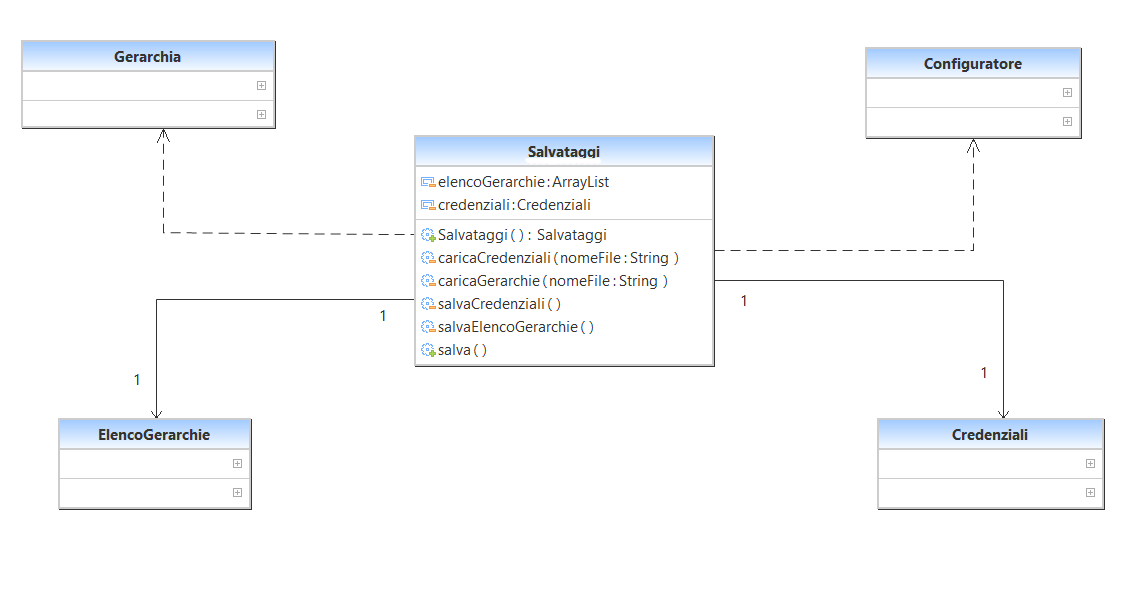 Gerarchia
Configuratore
Salvataggi
elencoGerarchie:ArrayList
credenziali:Credenziali
Salvataggi(): Salvataggi
caricaCredenziali(nomeFile:String )
caricaGerarchie(nomeFile:String )
salvaCredenziali()
salvaElencoGerarchie()
salva()
1
1
1
1
ElencoGerarchie
Credenziali